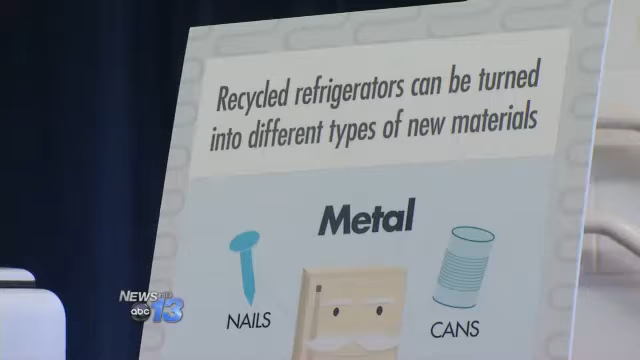 Recycled refrigerators can be turned
into different types of new materials
Metal
NAILS
CANS
NEWS
abc 13